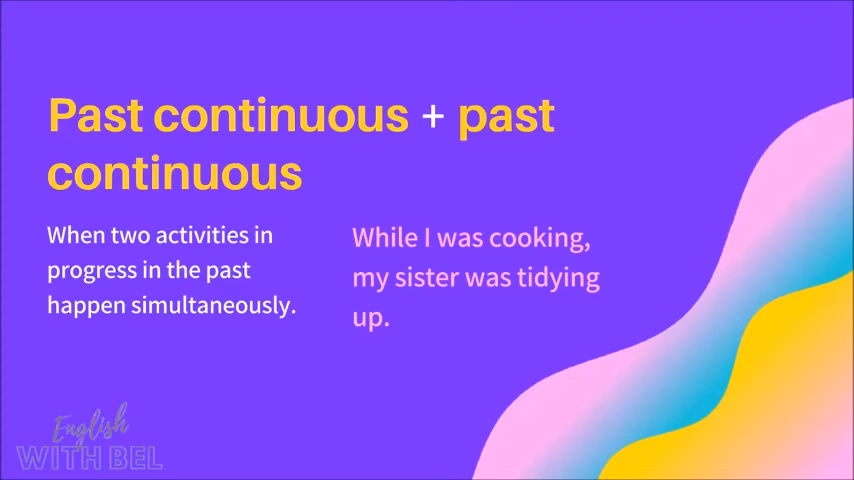 Past continuous + past
continuous
When two activities in
progress in the past
happen simultaneously.
While I was cooking,
my sister was tidying
up.
English
WITH BEL